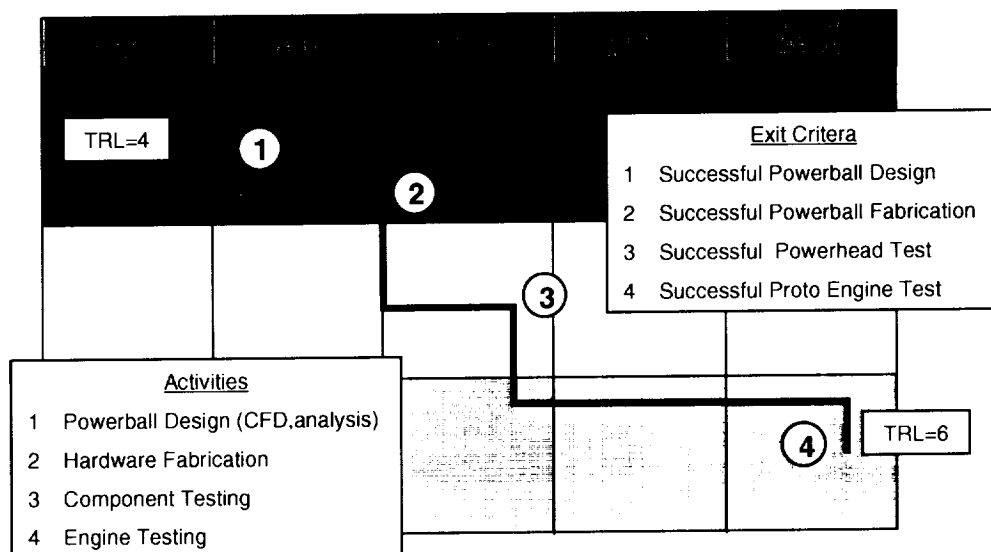 TRL=4
1
2
Exit Critera
1 Successful Powerball Design
2 Successful Powerball Fabrication
3 Successful Powerhead Test
4 Successful Proto Engine Test
3
Activities
1 Powerball Design (CFD,analysis)
2 Hardware Fabrication
3 Component Testing
4 Engine Testing
4
TRL=6